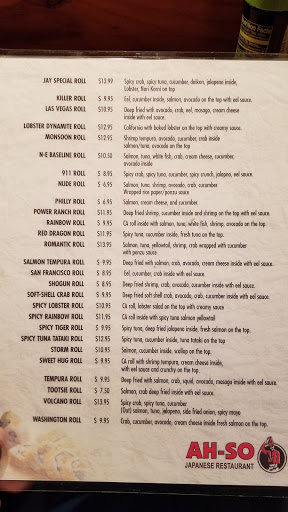 JAY SPECIAL ROLL $13.99 Spicy crab, spicy tuna, cucumber, daikon, jalapeno inside,
Lobster, Nori Konri on top
KILLER ROLL $ 9.95 Eel, cucumber inside, salmon, avocado on the top with eel sauce.
LAS VEGAS ROLL $10.95 Deep fried with avocado, crab, eel, masago, cream cheese
inside with eel sauce.
LOBSTER DYNAMITE ROLL $12.95 California with baked lobster on the top with creamy sauce.
MONSOON ROLL $12.95 Shrimp tempura, avocado, cucumber, crab inside
salmon/tuna, avocado on the top
N-E BASELINE ROLL $10.50 Salmon, tuna, white fish, crab, cream cheese, cucumber,
avocado inside
911 ROLL $ 8.95 Spicy crab, spicy tuna, cucumber, spicy crunch, jalapeno, eel sauce.
NUDE ROLL $ 6.95 Salmon, tuna, shrimp, avocado, crab, cucumber
Wrapped rice paper/ponzu sauce
PHILLY ROLL $ 6.95 Salmon, cream cheese, and cucumber.
POWER RANCH ROLL $11.95 Deep fried shrimp, cucumber inside and shrimp on the top with eel sauce.
RAINBOW ROLL $ 9.95 CA roll inside with salmon, tuna, white fish, shrimp, avocado, on the top.
RED DRAGON ROLL $11.95 Spicy tuna, cucumber inside, fresh tuna on the top.
ROMANTIC ROLL $13.95 Salmon, tuna, yellowtail, shrimp, crab wrapped with cucumber
with ponzu sauce
SALMON TEMPURA ROLL $ 9.95 Deep fried with salmon, crab, avocado, cream cheese inside with eel sauce.
SAN FRANCISCO ROLL $ 8.95 Eel, cucumber, crab inside with eel sauce.
SHOGUN ROLL $ 8.95 Deep fried shrimp, crab, avocado, cucumber inside with eel sauce.
SOFT-SHELL CRAB ROLL $ 9.95 Deep fried soft shell crab, avocado, crab, cucumber, inside with eel sauce.
SPICY LOBSTER ROLL $10.95 CA roll, lobster salad on the top with creamy sauce
SPICY RAINBOW ROLL $11.95 CA roll inside with spicy tuna salmon yellowtail
SPICY TIGER ROLL $ 9.95 Spicy tuna, deep fried jalapeno inside, fresh salmon on the top.
SPICY TUNA TATAKI ROLL $12.95 Spicy tuna, cucumber inside, tuna tataki on the top
STORM ROLL $10.95 Salmon, cucumber inside, scallop on the top.
SWEET HUG ROLL $ 9.95 CA roll with shrimp tempura, cream cheese inside,
with eel sauce and crunchy on the top.
TEMPURA ROLL $ 9.95 Deep fried with salmon, crab, squid, avocado, masago inside with eel sauce.
TOOTSIE ROLL $ 7.50 Salmon, crab deep fried inside with eel sauce.
VOLCANO ROLL $13.95 Spicy crab, spicy tuna, cucumber
(Out) salmon, tuna, jalapeno, side fried onion, spicy mayo
WASHINGTON ROLL $ 9.95 Crab, cucumber, avocado, cream cheese inside fresh salmon on the top.
AH-SO
JAPANESE RESTAURANT